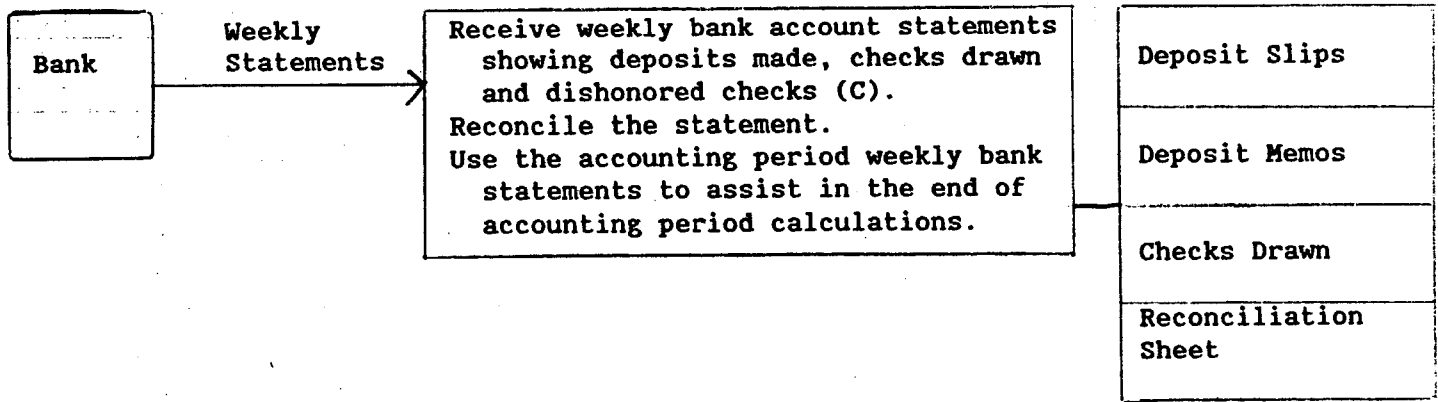 Bank
Weekly
Statements
Receive weekly bank account statements
showing deposits made, checks drawn
and dishonored checks (C).
Reconcile the statement.
Use the accounting period weekly bank
statements to assist in the end of
accounting period calculations.
Deposit Slips
Deposit Memos
Checks Drawn
Reconciliation
Sheet